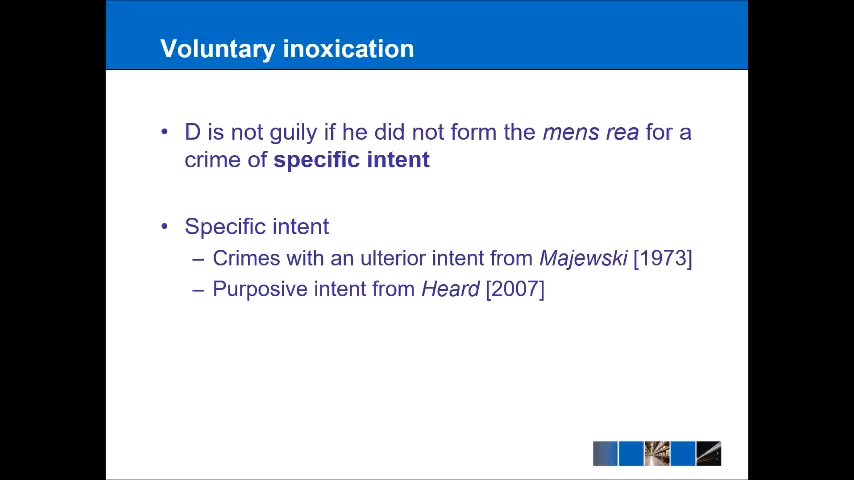 Voluntary inoxication
• D is not guily if he did not form the mens rea for a
crime of specific intent
• Specific intent
– Crimes with an ulterior intent from Majewski [1973]
– Purposive intent from Heard [2007]